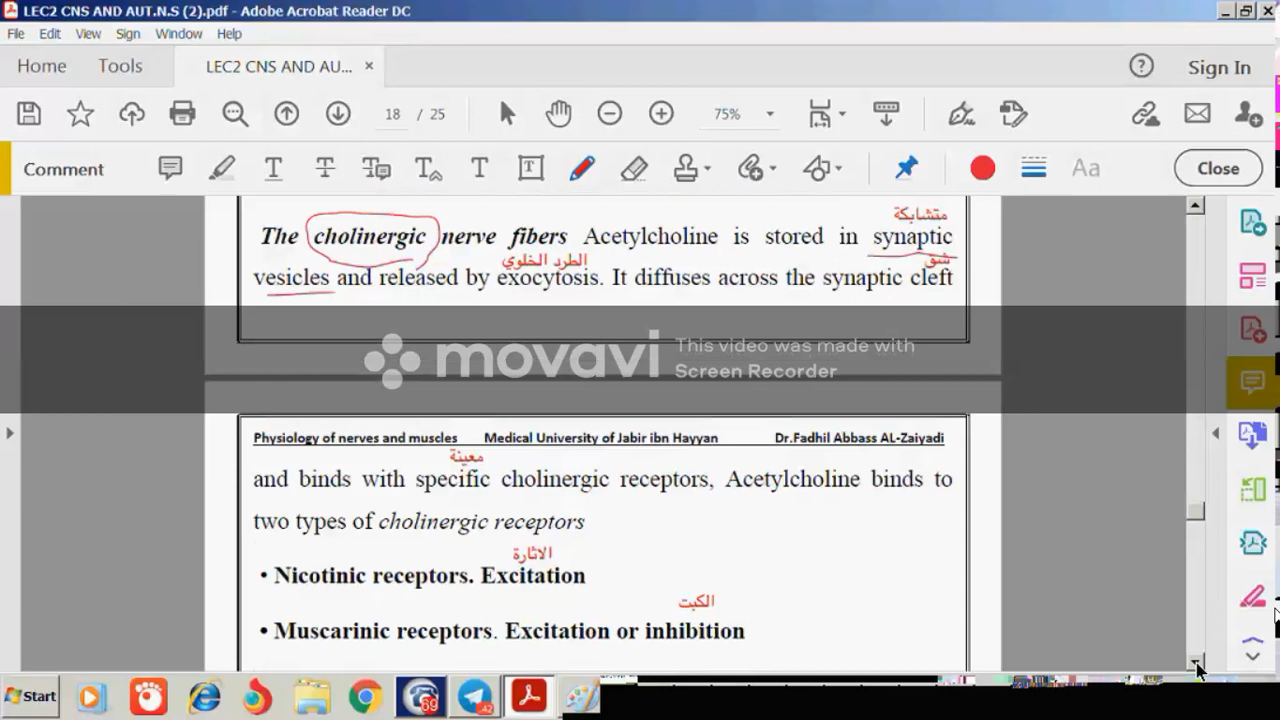 LEC2 CNS AND AUT.N.S (2).pdf - Adobe Acrobat Reader DC
File Edit View Sign Window Help
Home Tools LEC2 CNS AND AU... × Sign In
18 / 25 75%
Comment Close
متشابكة
The cholinergic nerve fibers Acetylcholine is stored in synaptic
الطرد الخلوي شق
vesicles and released by exocytosis. It diffuses across the synaptic cleft
movavi This video was made with
Screen Recorder
Physiology of nerves and muscles Medical University of Jabir ibn Hayyan Dr.Fadhil Abbass AL-Zaiyadi
معينة
and binds with specific cholinergic receptors, Acetylcholine binds to
two types of cholinergic receptors
الاثارة
• Nicotinic receptors. Excitation
الكبت
• Muscarinic receptors. Excitation or inhibition
Start 69 42